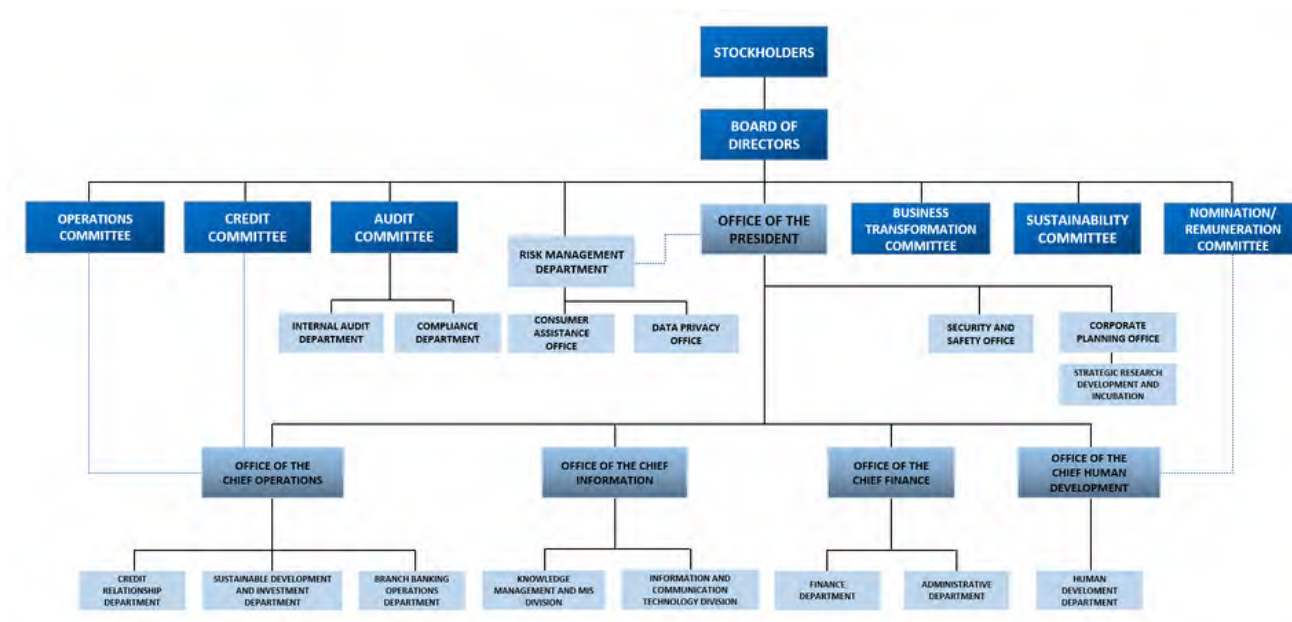 STOCKHOLDERS
BOARD OF
DIRECTORS
OPERATIONS
COMMITTEE
CREDIT
COMMITTEE
AUDIT
COMMITTEE
RISK MANAGEMENT
DEPARTMENT
OFFICE OF THE
PRESIDENT
BUSINESS
TRANSFORMATION
COMMITTEE
SUSTAINABILITY
COMMITTEE
NOMINATION/
REMUNERATION
COMMITTEE
INTERNAL AUDIT
DEPARTMENT
COMPLIANCE
DEPARTMENT
CONSUMER
ASSISTANCE
OFFICE
DATA PRIVACY
OFFICE
SECURITY AND
SAFETY OFFICE
CORPORATE
PLANNING OFFICE
STRATEGIC RESEARCH
DEVELOPMENT AND
INCUBATION
OFFICE OF THE
CHIEF OPERATIONS
OFFICE OF THE CHIEF
INFORMATION
OFFICE OF THE
CHIEF FINANCE
OFFICE OF THE
CHIEF HUMAN
DEVELOPMENT
CREDIT
RELATIONSHIP
DEPARTMENT
SUSTAINABLE DEVELOPMENT
AND INVESTMENT
DEPARTMENT
BRANCH BANKING
OPERATIONS DEPARTMENT
KNOWLEDGE
MANAGEMENT AND MIS
DIVISION
INFORMATION AND
COMMUNICATION
TECHNOLOGY DIVISION
FINANCE
DEPARTMENT
ADMINISTRATIVE
DEPARTMENT
HUMAN
DEVELOMENT
DEPARTMENT